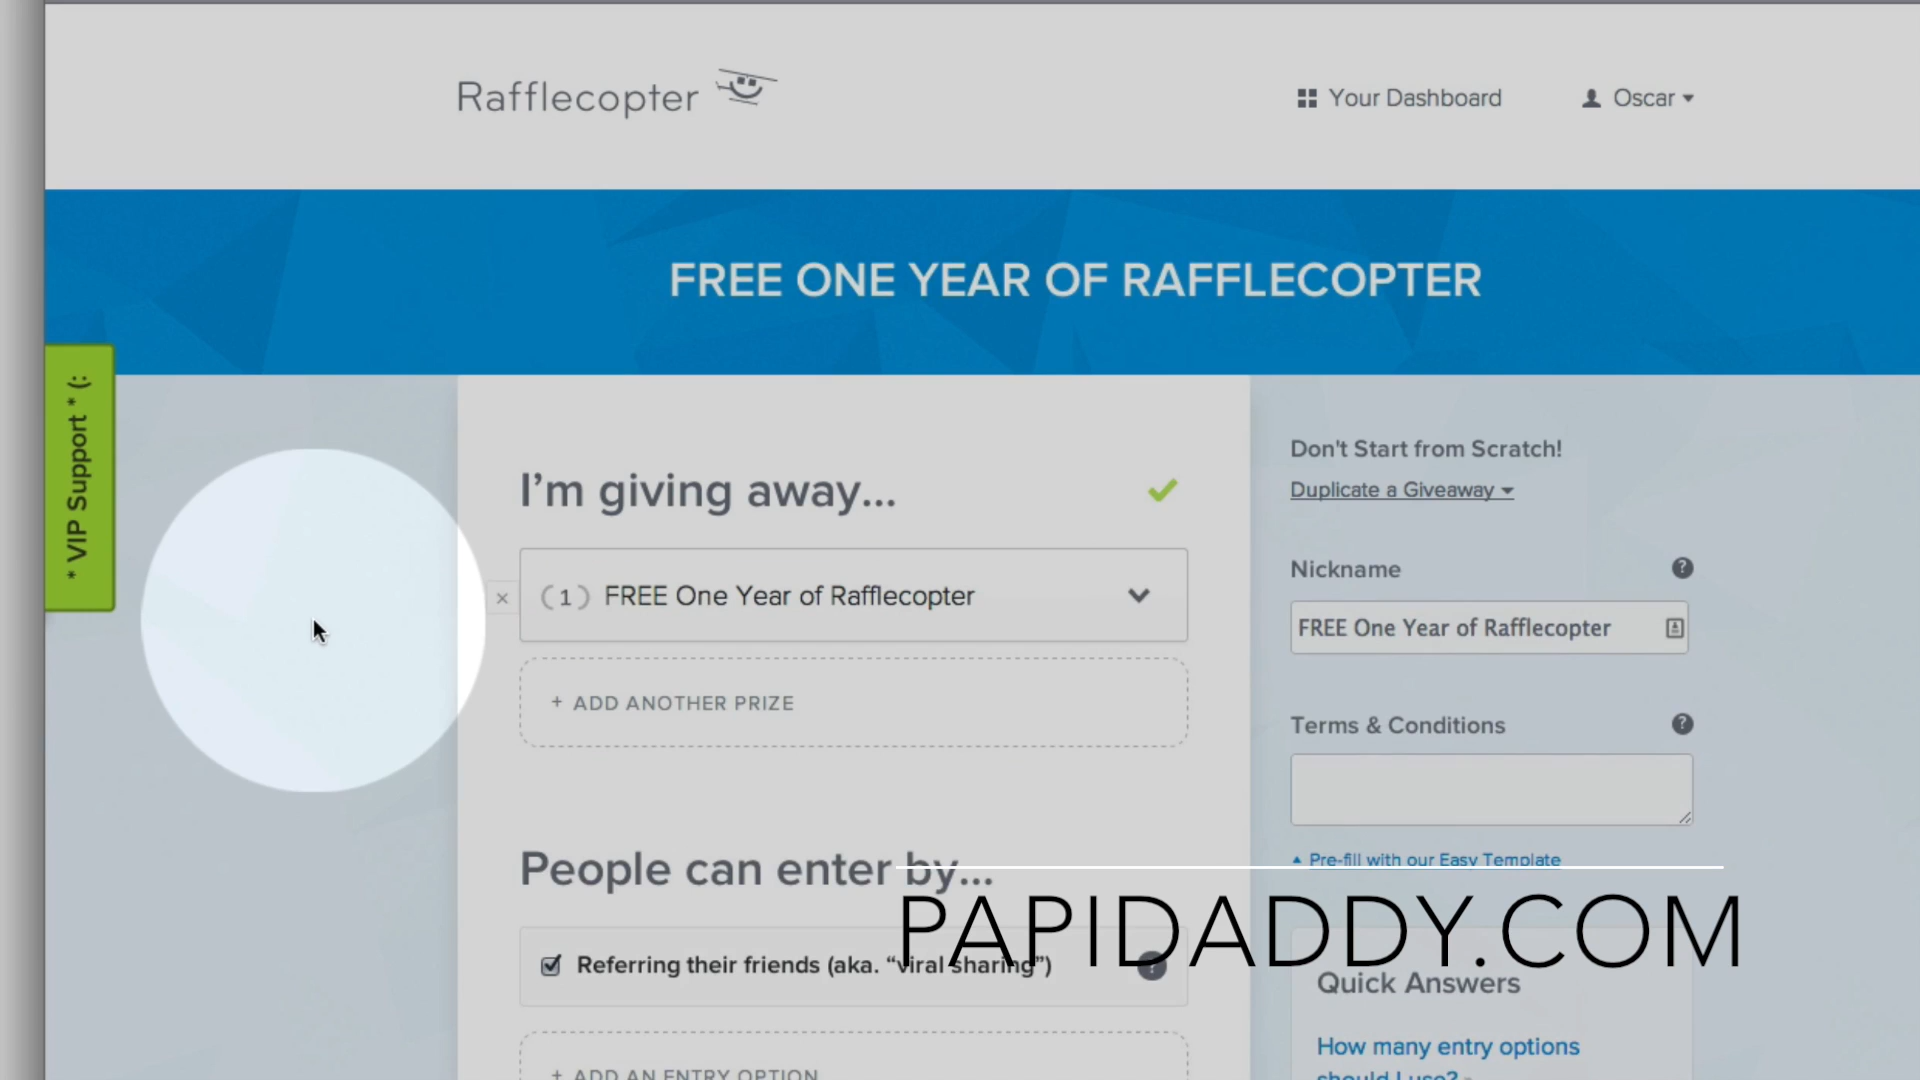 Rafflecopter
Your Dashboard
Oscar
FREE ONE YEAR OF RAFFLECOPTER
* VIP Support * (:
I'm giving away...
( 1 ) FREE One Year of Rafflecopter
+ ADD ANOTHER PRIZE
People can enter by...
Referring their friends (aka. “viral sharing”)
?
+ ADD AN ENTRY OPTION
Don't Start from Scratch!
Duplicate a Giveaway
Nickname ?
FREE One Year of Rafflecopter
Terms & Conditions ?
Pre-fill with our Easy Template
PAPIDADDY.COM
Quick Answers
How many entry options
should I use?